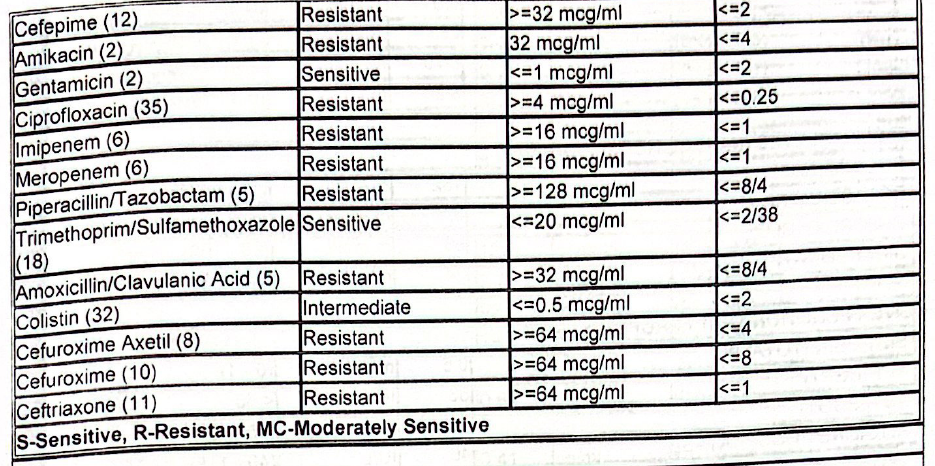 Cefepime (12) Resistant >=32 mcg/ml <=2
Amikacin (2) Resistant 32 mcg/ml <=4
Gentamicin (2) Sensitive <=1 mcg/ml <=2
Ciprofloxacin (35) Resistant >=4 mcg/ml <=0.25
Imipenem (6) Resistant >=16 mcg/ml <=1
Meropenem (6) Resistant >=16 mcg/ml <=1
Piperacillin/Tazobactam (5) Resistant >=128 mcg/ml <=8/4
Trimethoprim/Sulfamethoxazole Sensitive <=20 mcg/ml <=2/38
(18)
Amoxicillin/Clavulanic Acid (5) Resistant >=32 mcg/ml <=8/4
Colistin (32) Intermediate <=0.5 mcg/ml <=2
Cefuroxime Axetil (8) Resistant >=64 mcg/ml <=4
Cefuroxime (10) Resistant >=64 mcg/ml <=8
Ceftriaxone (11) Resistant >=64 mcg/ml <=1
S-Sensitive, R-Resistant, MC-Moderately Sensitive